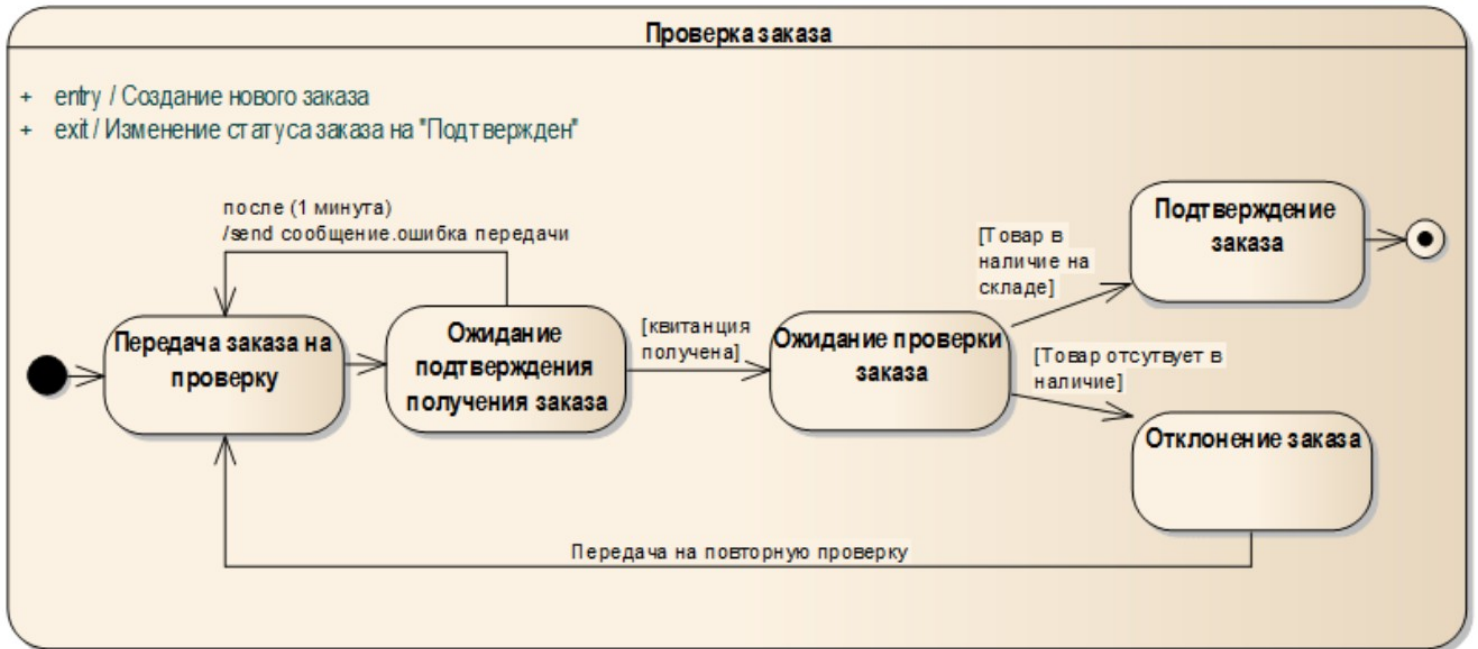 Проверка заказа
+ entry / Создание нового заказа
+ exit / Изменение статуса заказа на "Подтвержден"
после (1 минута)
/send сообщение.ошибка передачи
Передача заказа на
проверку
Ожидание
подтверждения
получения заказа
[квитанция
получена]
Ожидание проверки
заказа
[Товар в
наличие на
складе]
Подтверждение
заказа
[Товар отсутвует в
наличие]
Отклонение заказа
Передача на повторную проверку